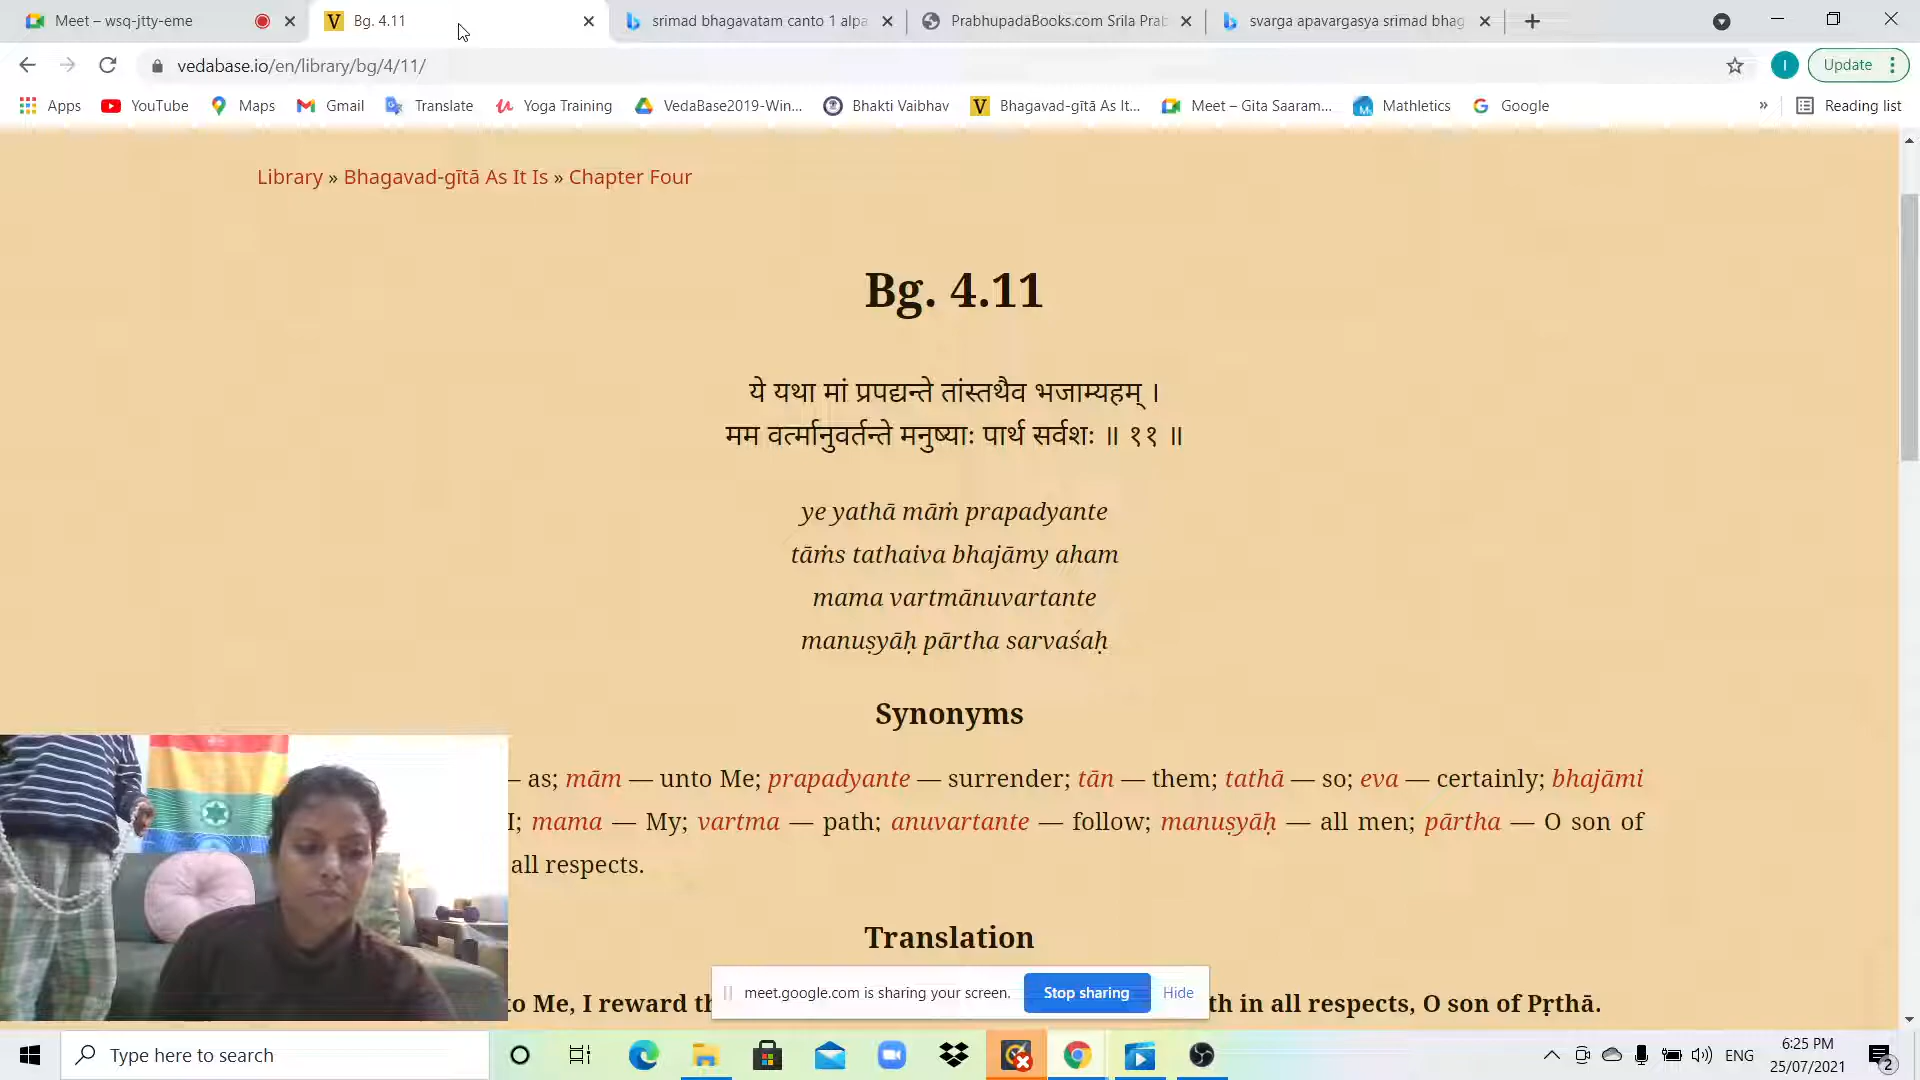 Meet – wsq-jtty-eme
Bg. 4.11
srimad bhagavatam canto 1 alpa
PrabhupadaBooks.com Srila Prab
svarga apavargasya srimad bhag
vedabase.io/en/library/bg/4/11/
I
Update
Apps
YouTube
Maps
Gmail
Translate
Yoga Training
VedaBase2019-Win...
Bhakti Vaibhav
Bhagavad-gītā As It...
Meet – Gita Saaram...
Mathletics
Google
»
Reading list
Library » Bhagavad-gītā As It Is » Chapter Four
Bg. 4.11
ये यथा मां प्रपद्यन्ते तांस्तथैव भजाम्यहम् ।
मम वर्त्मानुवर्तन्ते मनुष्याः पार्थ सर्वशः ॥ ११ ॥
ye yathā māṁ prapadyante
tāṁs tathaiva bhajāmy aham
mama vartmānuvartante
manuṣyāḥ pārtha sarvaśaḥ
Synonyms
— as; mām — unto Me; prapadyante — surrender; tān — them; tathā — so; eva — certainly; bhajāmi
I; mama — My; vartma — path; anuvartante — follow; manuṣyāḥ — all men; pārtha — O son of
all respects.
Translation
to Me, I reward th
th in all respects, O son of Pṛthā.
meet.google.com is sharing your screen.
Stop sharing
Hide
Type here to search
ENG
6:25 PM
25/07/2021
2